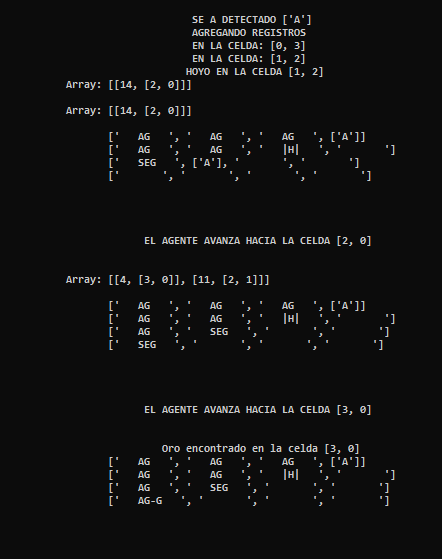 SE A DETECTADO ['A']
AGREGANDO REGISTROS
EN LA CELDA: [0, 3]
EN LA CELDA: [1, 2]
HOYO EN LA CELDA [1, 2]
Array: [[14, [2, 0]]]
Array: [[14, [2, 0]]]
['   AG   ', '   AG   ', '   AG   ', ['A']]
['   AG   ', '   AG   ', '   |H|   ', '       ']
['   SEG   ', ['A'], '       ', '       ']
['       ', '       ', '       ', '       ']
EL AGENTE AVANZA HACIA LA CELDA [2, 0]
Array: [[4, [3, 0]], [11, [2, 1]]]
['   AG   ', '   AG   ', '   AG   ', ['A']]
['   AG   ', '   AG   ', '   |H|   ', '       ']
['   AG   ', '   SEG   ', '       ', '       ']
['   SEG   ', '       ', '       ', '       ']
EL AGENTE AVANZA HACIA LA CELDA [3, 0]
Oro encontrado en la celda [3, 0]
['   AG   ', '   AG   ', '   AG   ', ['A']]
['   AG   ', '   AG   ', '   |H|   ', '       ']
['   AG   ', '   SEG   ', '       ', '       ']
['   AG-G   ', '       ', '       ', '       ']